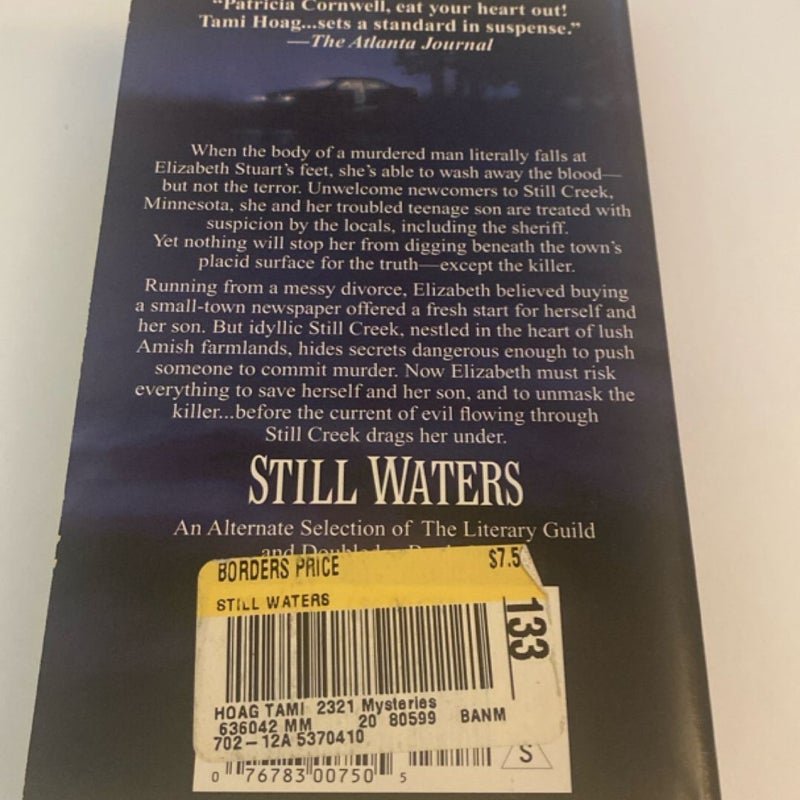 “Patricia Cornwell, eat your heart out!
Tami Hoag...sets a standard in suspense.”
—The Atlanta Journal
When the body of a murdered man literally falls at
Elizabeth Stuart’s feet, she’s able to wash away the blood—
but not the terror. Unwelcome newcomers to Still Creek,
Minnesota, she and her troubled teenage son are treated with
suspicion by the locals, including the sheriff.
Yet nothing will stop her from digging beneath the town’s
placid surface for the truth—except the killer.
Running from a messy divorce, Elizabeth believed buying
a small-town newspaper offered a fresh start for herself and
her son. But idyllic Still Creek, nestled in the heart of lush
Amish farmlands, hides secrets dangerous enough to push
someone to commit murder. Now Elizabeth must risk
everything to save herself and her son, and to unmask the
killer...before the current of evil flowing through
Still Creek drags her under.
STILL WATERS
An Alternate Selection of The Literary Guild
and
BORDERS PRICE $7.5
STILL WATERS
133
HOAG TAMI 2321 Mysteries
636042 MM 20 80599 BANM
702-12A 5370410
S
0 76783 00750 5